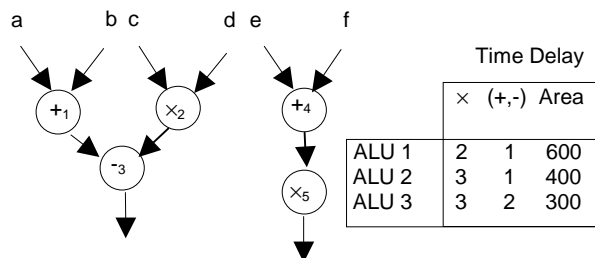 a b c d e f
Time Delay
+1 ×2 +4
× (+,-) Area
-3
ALU 1 2 1 600
ALU 2 3 1 400
×5
ALU 3 3 2 300